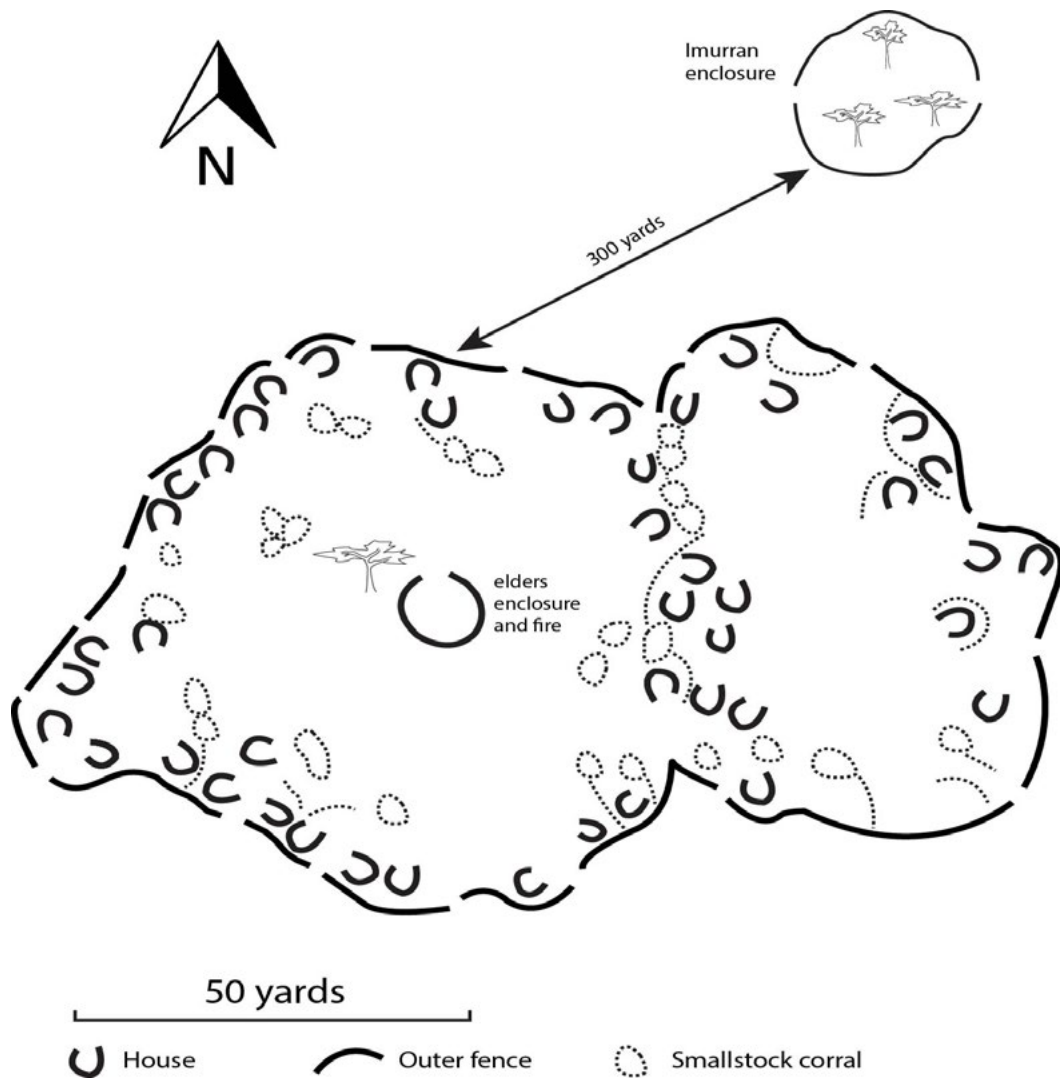 Imurran
enclosure
N
300 yards
elders
enclosure
and fire
50 yards
House
Outer fence
Smallstock corral